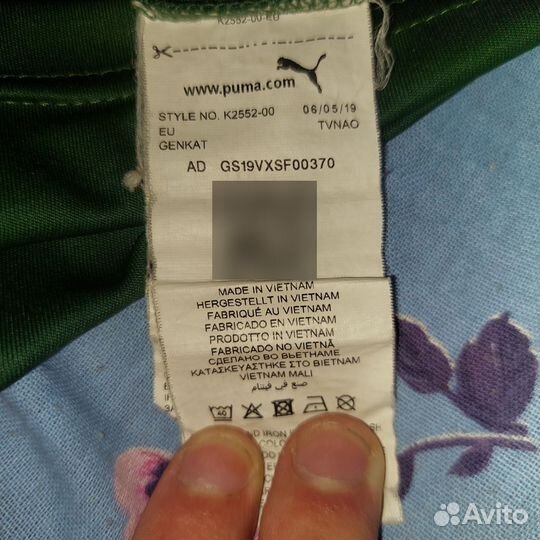 K2552-00-EU
www.puma.com
STYLE NO. K2552-00 06/05/19
EU TVNAO
GENKAT
AD GS19VXSF00370
MADE IN VIETNAM
HERGESTELLT IN VIETNAM
FABRIQUÉ AU VIETNAM
FABRICADO EN VIETNAM
PRODOTTO IN VIETNAM
FABRICADO NO VIETNÃ
СДЕЛАНО ВО ВЬЕТНАМЕ
ΚΑΤΑΣΚΕΥΑΣΤΗΚΕ ΣΤΟ ΒΙΕΤΝΑΜ
VIETNAM MALI
صنع في فيتنام
40
IRON
Avito